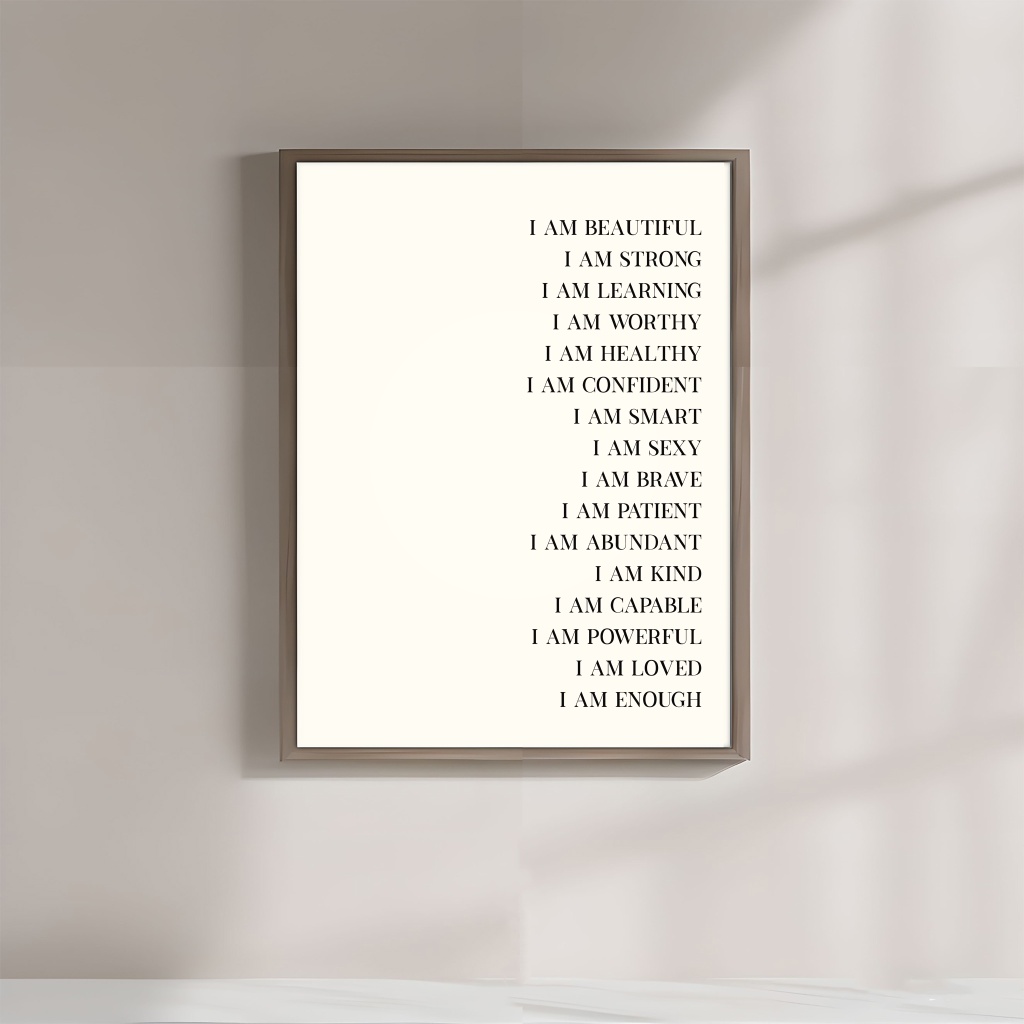 I AM BEAUTIFUL
I AM STRONG
I AM LEARNING
I AM WORTHY
I AM HEALTHY
I AM CONFIDENT
I AM SMART
I AM SEXY
I AM BRAVE
I AM PATIENT
I AM ABUNDANT
I AM KIND
I AM CAPABLE
I AM POWERFUL
I AM LOVED
I AM ENOUGH